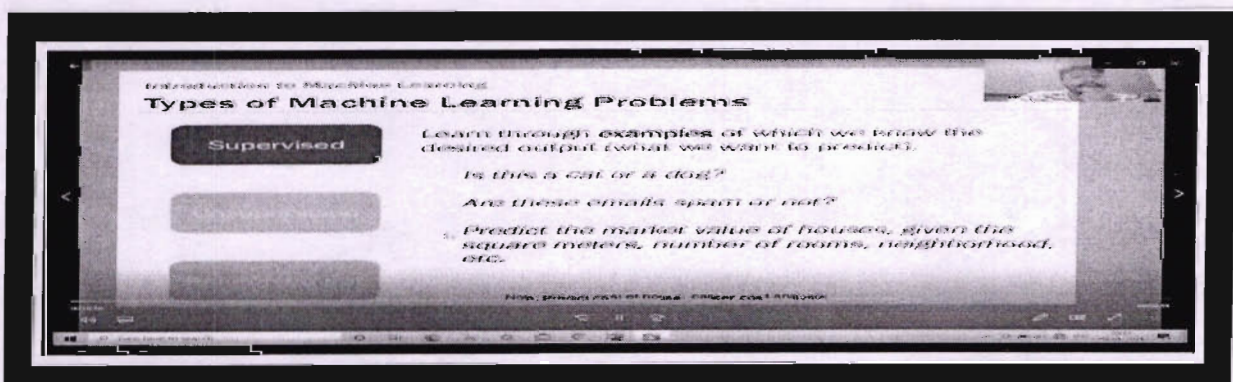 Introduction to Machine Learning
Types of Machine Learning Problems
Supervised
Learn through examples of which we know the
desired output (what we want to predict).
Is this a cat or a dog?
Are these emails spam or not?
Predict the market value of houses, given the
square meters, number of rooms, neighborhood,
etc.